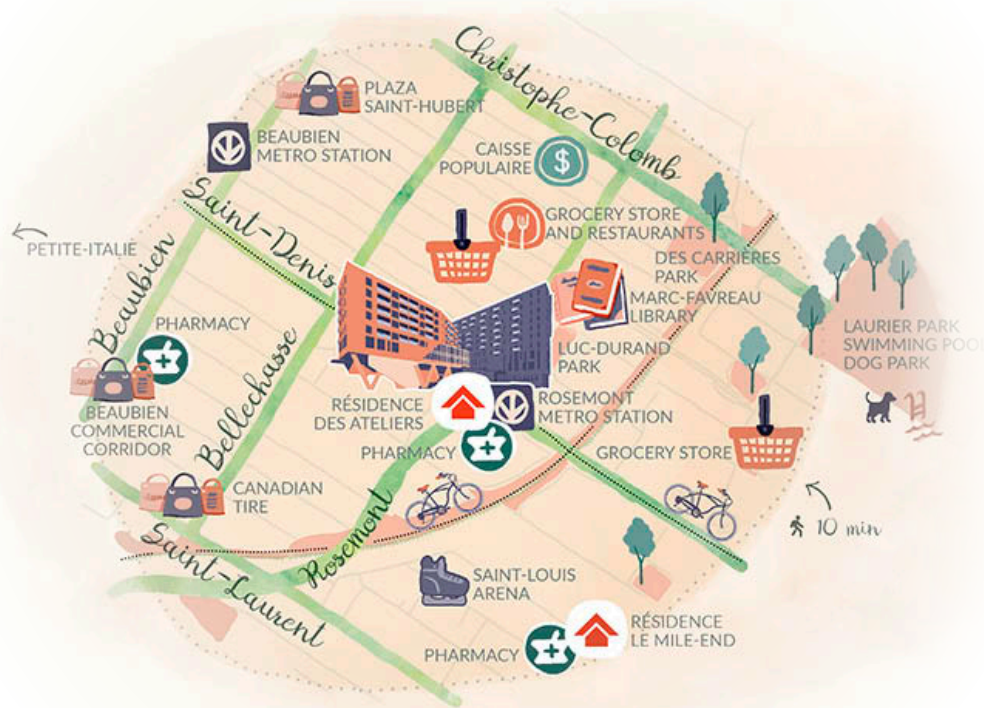 Christophe-Colomb
PLAZA
SAINT-HUBERT
BEAUBIEN
METRO STATION
CAISSE
POPULAIRE
$
Saint-Denis
GROCERY STORE
AND RESTAURANTS
PETITE-ITALIE
DES CARRIÈRES
PARK
Beaubien
MARC-FAVREAU
LIBRARY
PHARMACY
LAURIER PARK
SWIMMING POOL
DOG PARK
LUC-DURAND
PARK
Bellechasse
RÉSIDENCE
DES ATELIERS
ROSEMONT
METRO STATION
BEAUBIEN
COMMERCIAL
CORRIDOR
PHARMACY
GROCERY STORE
CANADIAN
TIRE
10 min
Rosemont
Saint-Laurent
SAINT-LOUIS
ARENA
RÉSIDENCE
LE MILE-END
PHARMACY